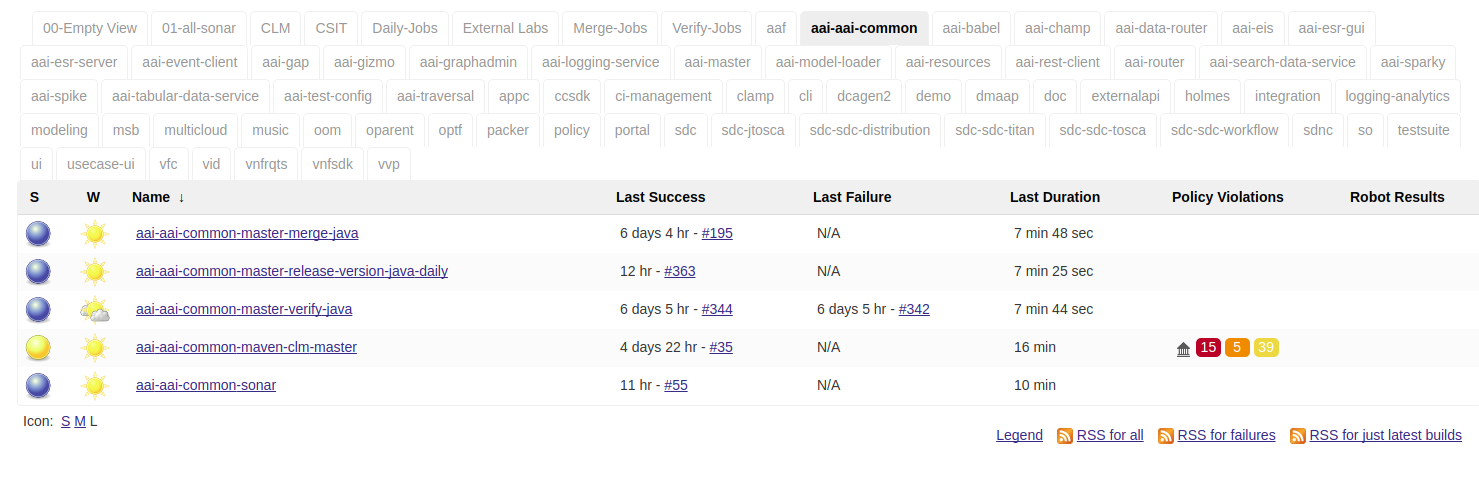 00-Empty View 01-all-sonar CLM CSIT Daily-Jobs External Labs Merge-Jobs Verify-Jobs aaf aai-aai-common aai-babel aai-champ aai-data-router aai-eis aai-esr-gui
aai-esr-server aai-event-client aai-gap aai-gizmo aai-graphadmin aai-logging-service aai-master aai-model-loader aai-resources aai-rest-client aai-router aai-search-data-service aai-sparky
aai-spike aai-tabular-data-service aai-test-config aai-traversal appc ccsdk ci-management clamp cli dcagen2 demo dmaap doc externalapi holmes integration logging-analytics
modeling msb multicloud music oom oparent optf packer policy portal sdc sdc-jtosca sdc-sdc-distribution sdc-sdc-titan sdc-sdc-tosca sdc-sdc-workflow sdnc so testsuite
ui usecase-ui vfc vid vnfrqts vnfsdk vvp
S W Name ↓ Last Success Last Failure Last Duration Policy Violations Robot Results
aai-aai-common-master-merge-java 6 days 4 hr - #195 N/A 7 min 48 sec
aai-aai-common-master-release-version-java-daily 12 hr - #363 N/A 7 min 25 sec
aai-aai-common-master-verify-java 6 days 5 hr - #344 6 days 5 hr - #342 7 min 44 sec
aai-aai-common-maven-clm-master 4 days 22 hr - #35 N/A 16 min 15 5 39
aai-aai-common-sonar 11 hr - #55 N/A 10 min
Icon: S M L
Legend RSS for all RSS for failures RSS for just latest builds